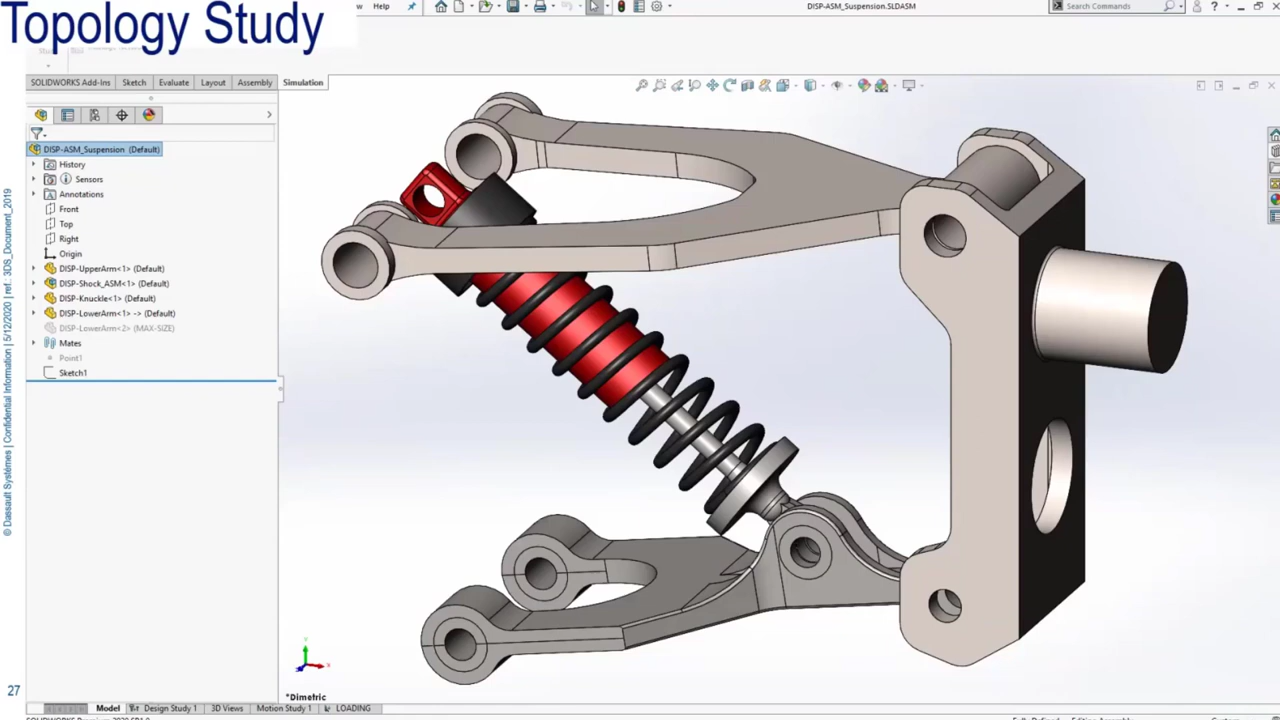 Topology Study
Help
DISP-ASM_Suspension.SLDASM
Search Commands
SOLIDWORKS Add-Ins
Sketch
Evaluate
Layout
Assembly
Simulation
DISP-ASM_Suspension (Default)
History
Sensors
Annotations
Front
Top
Right
Origin
DISP-UpperArm<1> (Default)
DISP-Shock_ASM<1> (Default)
DISP-Knuckle<1> (Default)
DISP-LowerArm<1> -> (Default)
DISP-LowerArm<2> (MAX-SIZE)
Mates
Point1
Sketch1
© Dassault Systèmes | Confidential Information | 5/12/2020 | ref.: 3DS_Document_2019
27
*Dimetric
Model
Design Study 1
3D Views
Motion Study 1
LOADING